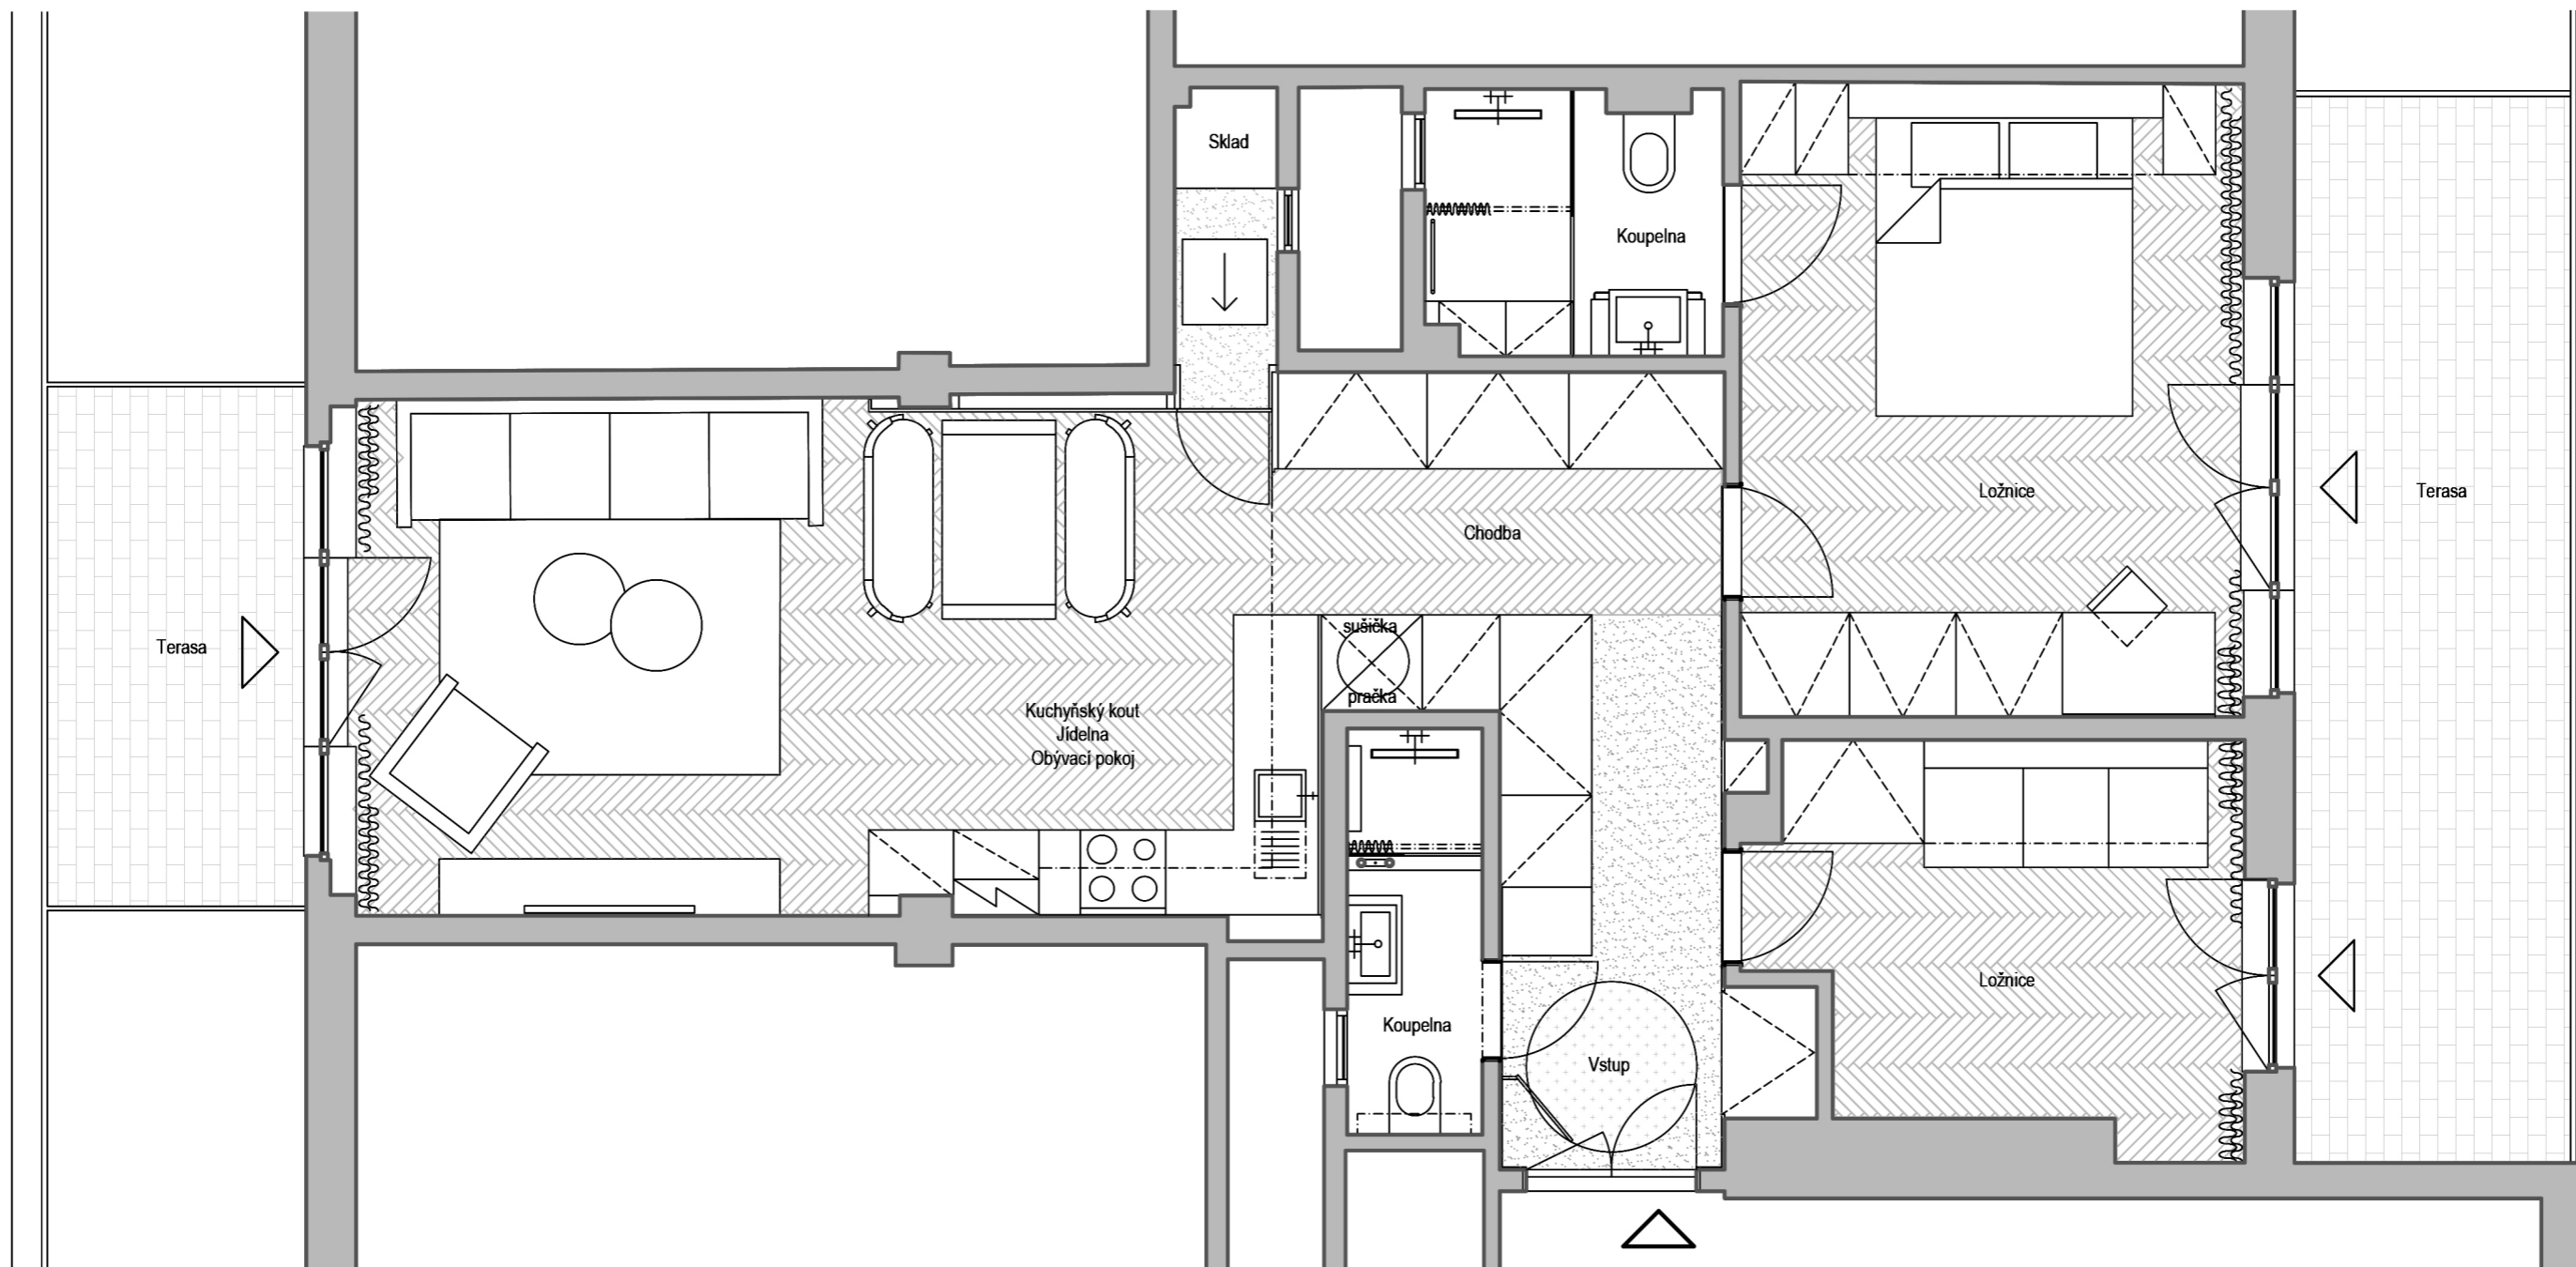 Sklad
Koupelna
Ložnice
Terasa
Chodba
sušička
pračka
Terasa
Kuchyňský kout
Jídelna
Obývací pokoj
Ložnice
Koupelna
Vstup